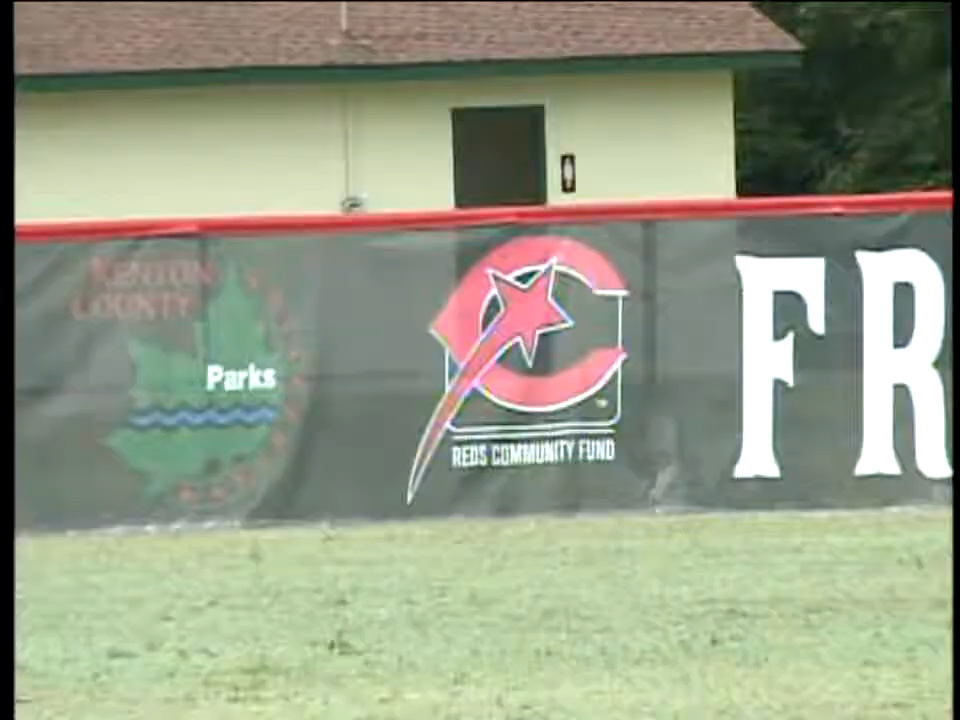 KENTON
COUNTY
Parks
REDS COMMUNITY FUND
FR